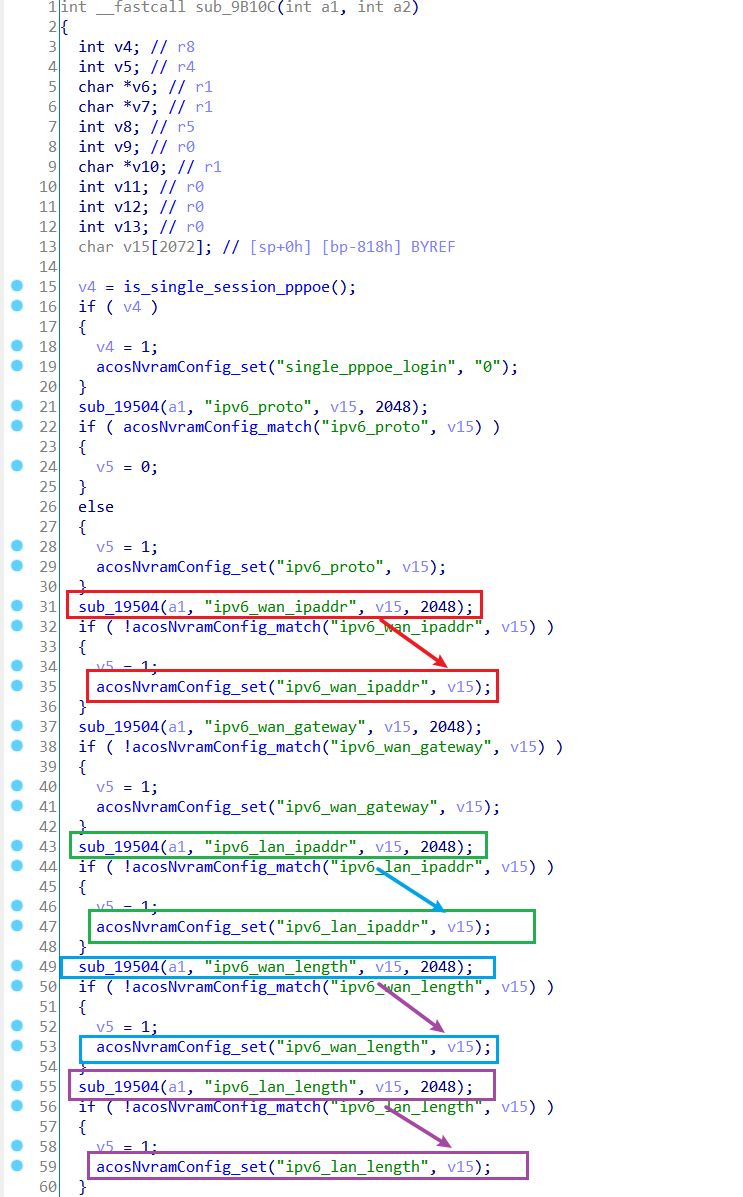 1 int __fastcall sub_9B10C(int a1, int a2)
2 {
3 int v4; // r8
4 int v5; // r4
5 char *v6; // r1
6 char *v7; // r1
7 int v8; // r5
8 int v9; // r0
9 char *v10; // r1
10 int v11; // r0
11 int v12; // r0
12 int v13; // r0
13 char v15[2072]; // [sp+0h] [bp-818h] BYREF
14
15 v4 = is_single_session_pppoe();
16 if ( v4 )
17 {
18 v4 = 1;
19 acosNvramConfig_set("single_pppoe_login", "0");
20 }
21 sub_19504(a1, "ipv6_proto", v15, 2048);
22 if ( acosNvramConfig_match("ipv6_proto", v15) )
23 {
24 v5 = 0;
25 }
26 else
27 {
28 v5 = 1;
29 acosNvramConfig_set("ipv6_proto", v15);
30 }
31 sub_19504(a1, "ipv6_wan_ipaddr", v15, 2048);
32 if ( !acosNvramConfig_match("ipv6_wan_ipaddr", v15) )
33 {
34 v5 = 1;
35 acosNvramConfig_set("ipv6_wan_ipaddr", v15);
36 }
37 sub_19504(a1, "ipv6_wan_gateway", v15, 2048);
38 if ( !acosNvramConfig_match("ipv6_wan_gateway", v15) )
39 {
40 v5 = 1;
41 acosNvramConfig_set("ipv6_wan_gateway", v15);
42 }
43 sub_19504(a1, "ipv6_lan_ipaddr", v15, 2048);
44 if ( !acosNvramConfig_match("ipv6_lan_ipaddr", v15) )
45 {
46 v5 = 1;
47 acosNvramConfig_set("ipv6_lan_ipaddr", v15);
48 }
49 sub_19504(a1, "ipv6_wan_length", v15, 2048);
50 if ( !acosNvramConfig_match("ipv6_wan_length", v15) )
51 {
52 v5 = 1;
53 acosNvramConfig_set("ipv6_wan_length", v15);
54 }
55 sub_19504(a1, "ipv6_lan_length", v15, 2048);
56 if ( !acosNvramConfig_match("ipv6_lan_length", v15) )
57 {
58 v5 = 1;
59 acosNvramConfig_set("ipv6_lan_length", v15);
60 }